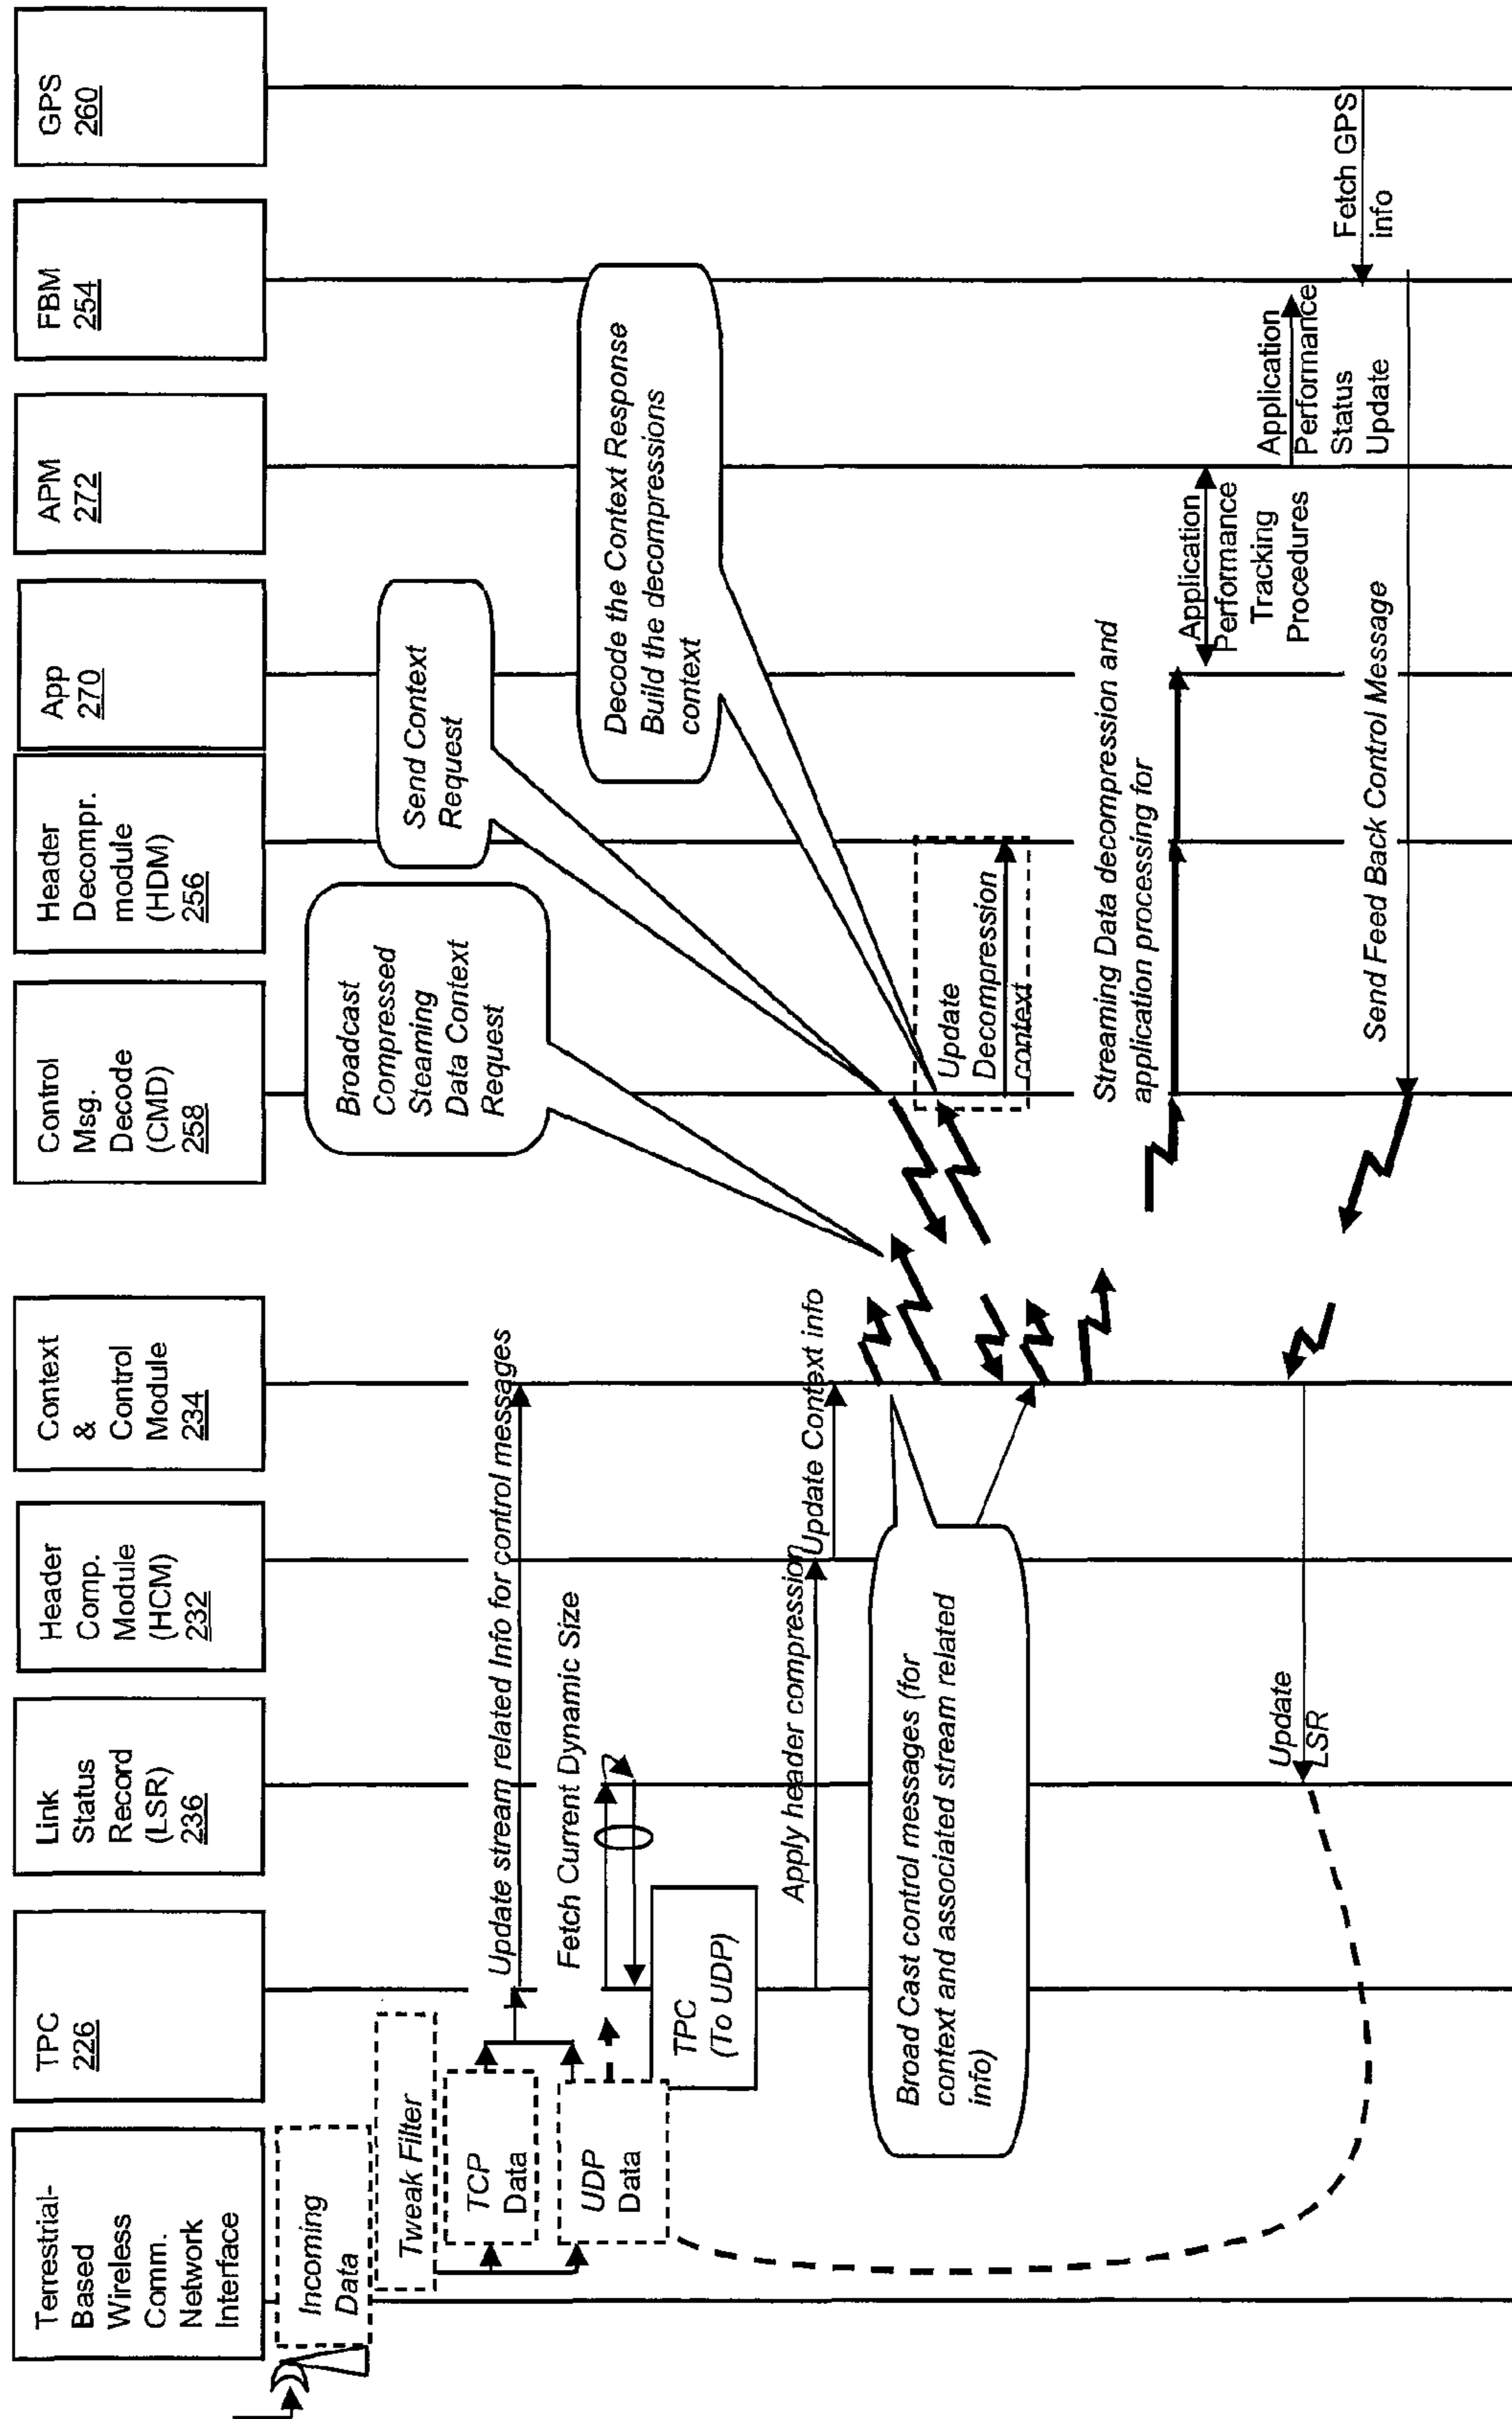 Terrestrial-
Based
Wireless
Comm.
Network
Interface
TPC
226
Link
Status
Record
(LSR)
236
Header
Comp.
Module
(HCM)
232
Context
&
Control
Module
234
Control
Msg.
Decode
(CMD)
258
Header
Decompr.
module
(HDM)
256
App
270
APM
272
FBM
254
GPS
260
Incoming
Data
Tweak Filter
TCP
Data
UDP
Data
TPC
(To UDP)
Update stream related Info for control messages
Fetch Current Dynamic Size
Apply header compression
Update Context info
Broad Cast control messages (for
context and associated stream related
info)
Broadcast
Compressed
Steaming
Data Context
Request
Send Context
Request
Decode the Context Response
Build the decompressions
context
Update
Decompression
context
Streaming Data decompression and
application processing for
Application
Performance
Tracking
Procedures
Application
Performance
Status
Update
Fetch GPS
info
Send Feed Back Control Message
Update
LSR